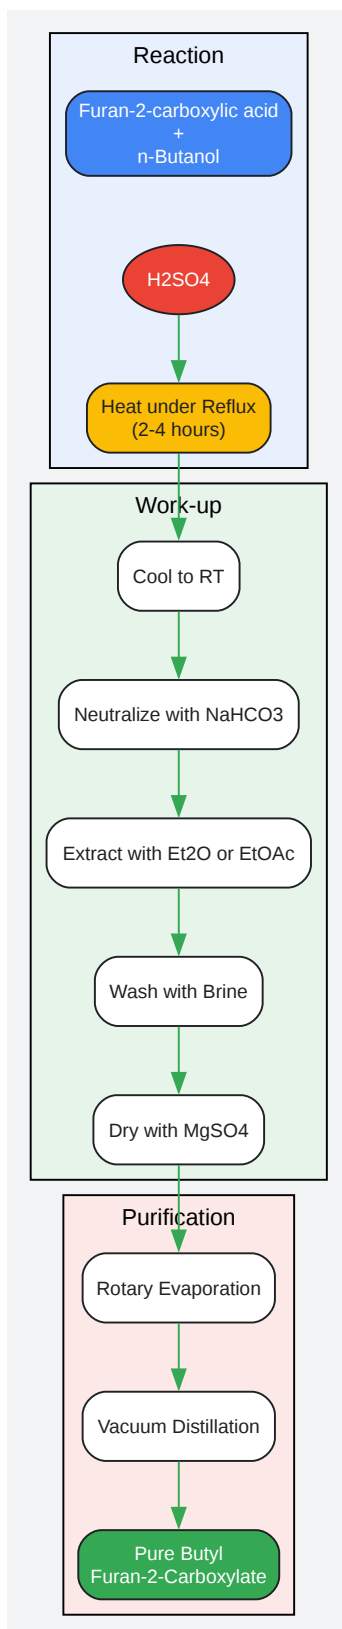 Reaction
Furan-2-carboxylic acid
+
n-Butanol
H2SO4
Heat under Reflux
(2-4 hours)
Work-up
Cool to RT
Neutralize with NaHCO3
Extract with Et2O or EtOAc
Wash with Brine
Dry with MgSO4
Purification
Rotary Evaporation
Vacuum Distillation
Pure Butyl
Furan-2-Carboxylate